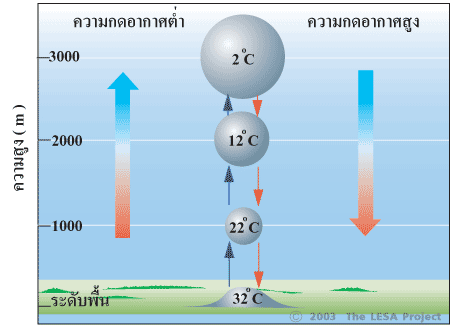 ความกดอากาศต่ำ ความกดอากาศสูง
3000
2°C
2000
12°C
ความสูง ( m )
1000
22°C
ระดับพื้น
32°C
© 2003 The LESA Project